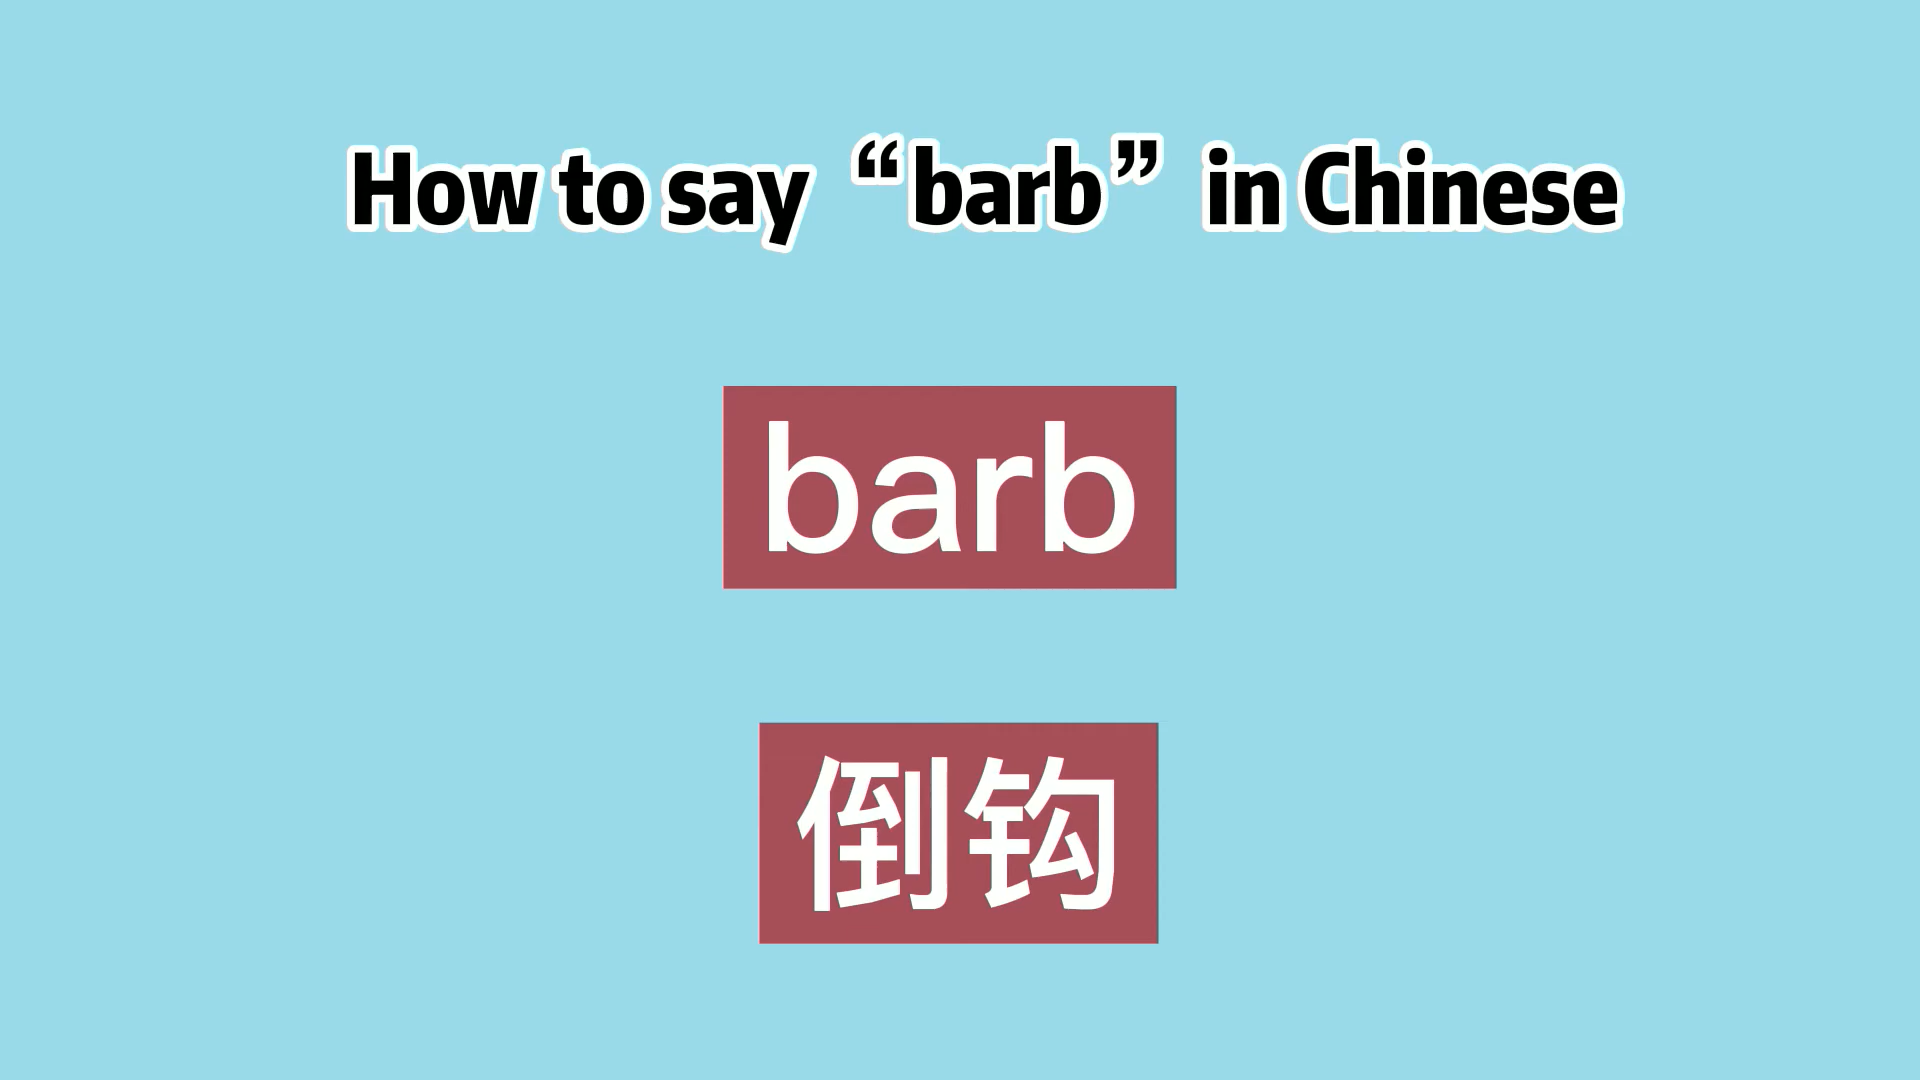 How to say “barb” in Chinese
barb
倒钩